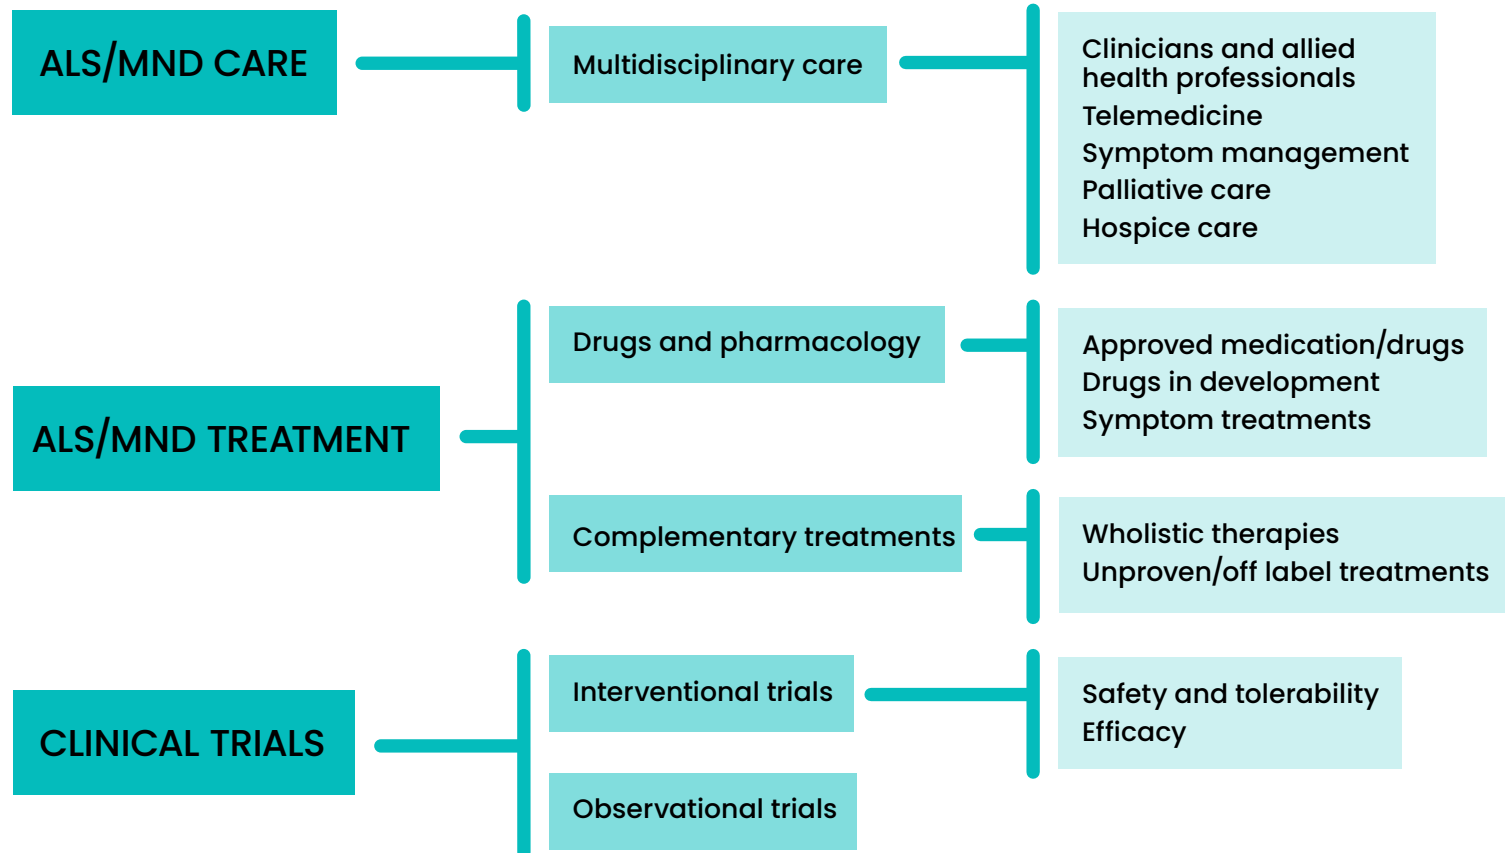 ALS/MND CARE
Multidisciplinary care
Clinicians and allied
health professionals
Telemedicine
Symptom management
Palliative care
Hospice care
ALS/MND TREATMENT
Drugs and pharmacology
Approved medication/drugs
Drugs in development
Symptom treatments
Complementary treatments
Wholistic therapies
Unproven/off label treatments
CLINICAL TRIALS
Interventional trials
Safety and tolerability
Efficacy
Observational trials